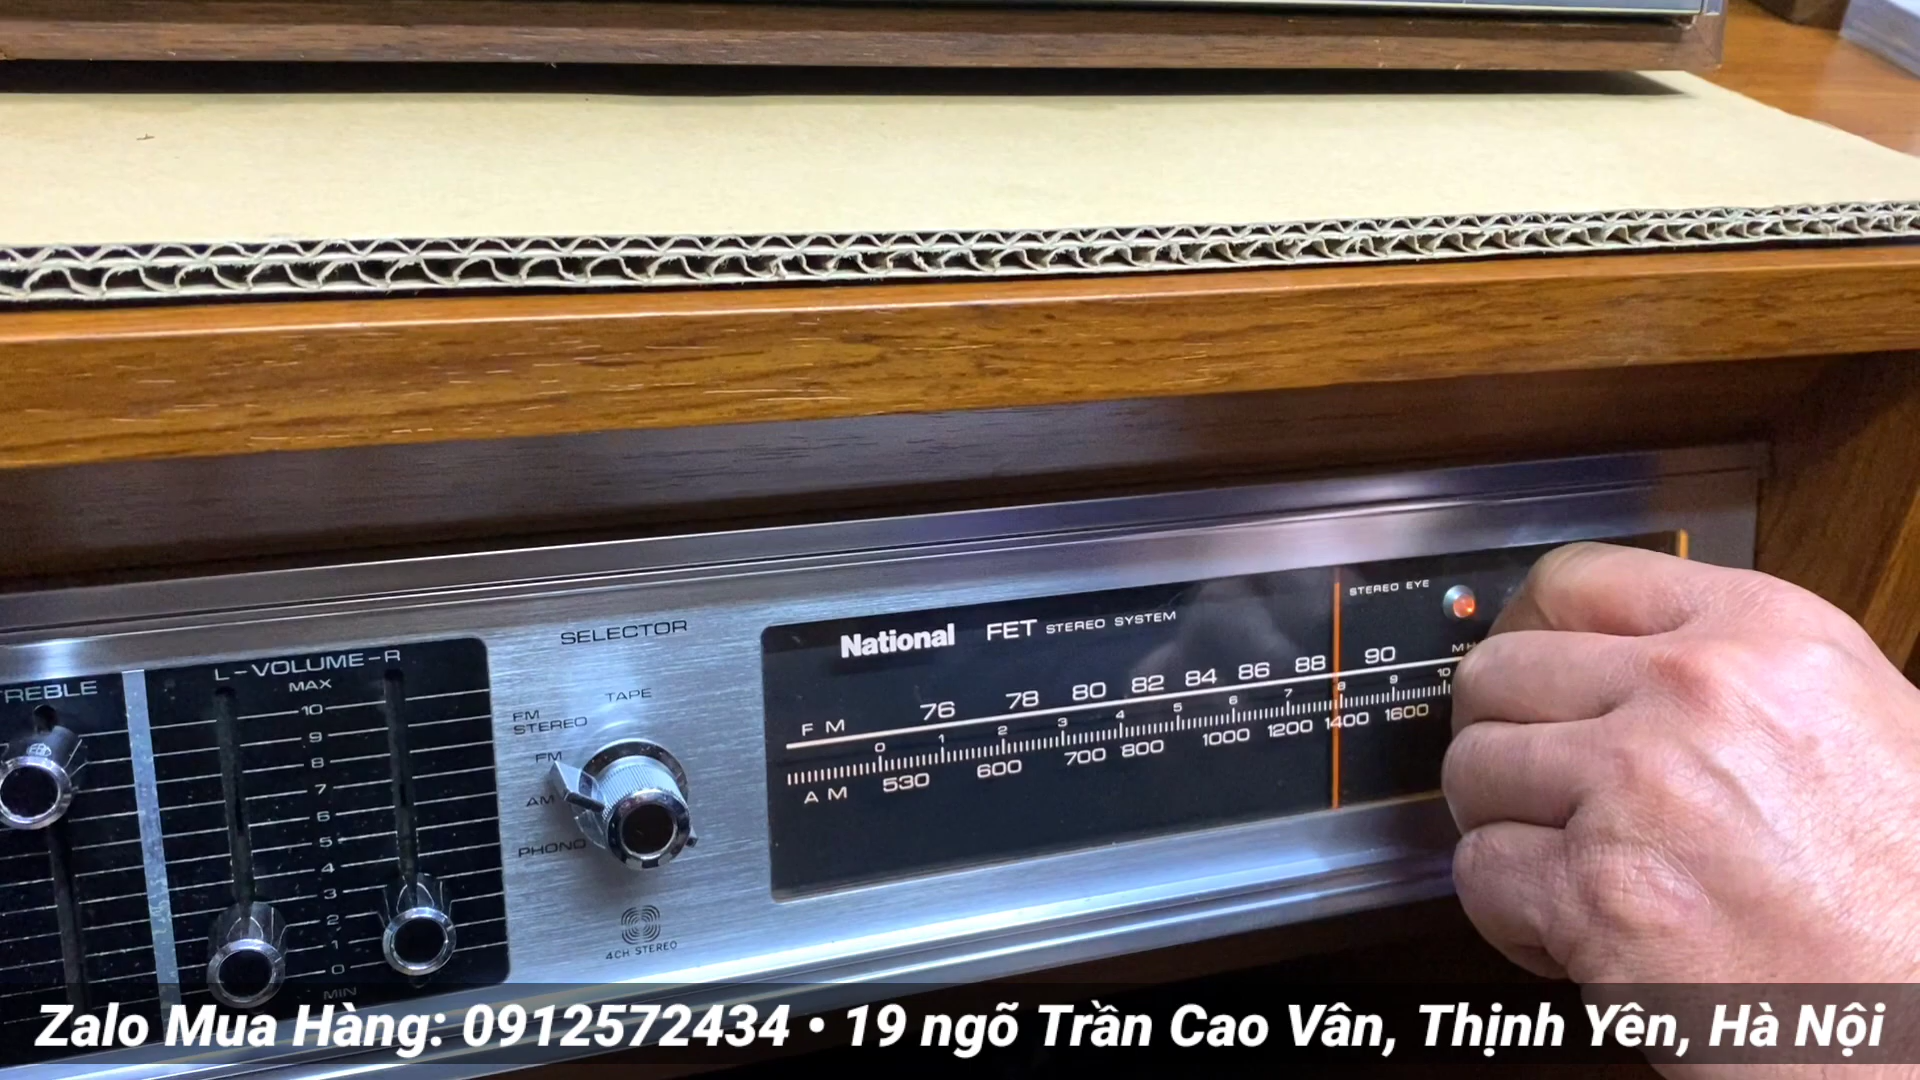 TREBLE
L-VOLUME-R
MAX
10
9
8
7
6
5
4
3
2
1
0
MIN
SELECTOR
TAPE
FM STEREO
FM
AM
PHONO
4CH STEREO
National FET STEREO SYSTEM
STEREO EYE
FM 76 78 80 82 84 86 88 90
0 1 2 3 4 5 6 7 8 9 10
AM 530 600 700 800 1000 1200 1400 1600
Zalo Mua Hàng: 0912572434 • 19 ngõ Trần Cao Vân, Thịnh Yên, Hà Nội